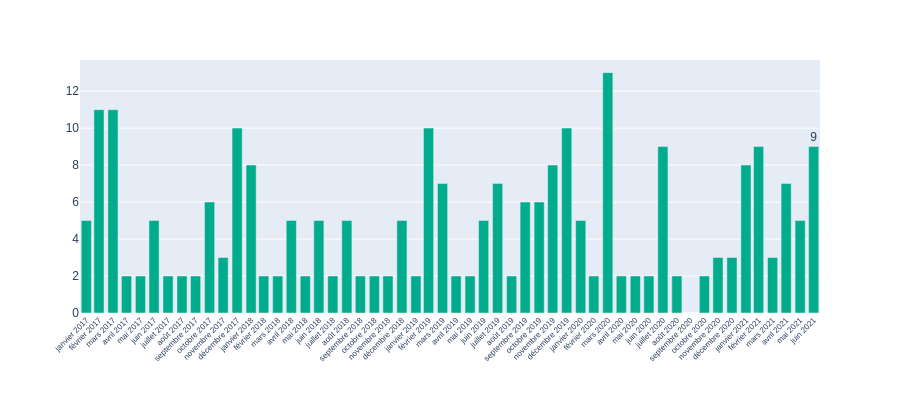 12
10
8
6
4
2
0
9
janvier 2017
février 2017
mars 2017
avril 2017
mai 2017
juin 2017
juillet 2017
août 2017
septembre 2017
octobre 2017
novembre 2017
décembre 2017
janvier 2018
février 2018
mars 2018
avril 2018
mai 2018
juin 2018
juillet 2018
août 2018
septembre 2018
octobre 2018
novembre 2018
décembre 2018
janvier 2019
février 2019
mars 2019
avril 2019
mai 2019
juin 2019
juillet 2019
août 2019
septembre 2019
octobre 2019
novembre 2019
décembre 2019
janvier 2020
février 2020
mars 2020
avril 2020
mai 2020
juin 2020
juillet 2020
août 2020
septembre 2020
octobre 2020
novembre 2020
décembre 2020
janvier 2021
février 2021
mars 2021
avril 2021
mai 2021
juin 2021